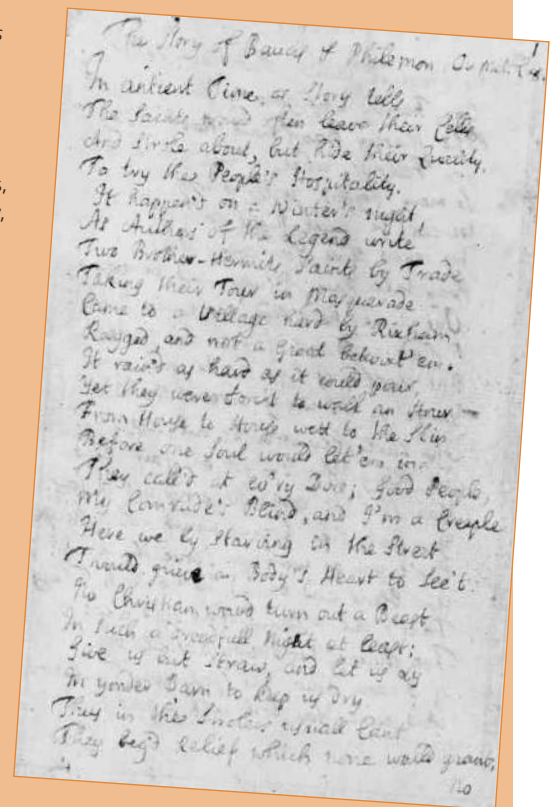 The Story of Baucis & Philemon Ov. Met. L. 8.
In antient Time, as Story tells
The Saints would often leave their Cells
And strole about, but hide their Quality,
To try the People's Hospitality.
It happen'd on a Winter's night,
As Authors of the Legend write
Two Brother-Hermits, Saints by Trade
Taking their Tour in Masquerade
Came to a Village hard by Rixham
Ragged, and not a Groat betwixt 'em.
It rain'd as hard as it could pour,
Yet they were forc't to walk an Hour
From House to House wett to the Skin
Before one Soul would let 'em in.
They call'd at ev'ry Dore; Good People,
My Comrade's Blind, and I'm a Creeple
Here we ly starving in the Street
T'would grieve a Body's Heart to see't:
No Christian would turn out a Beast
In such a dreadfull Night at least;
Give us but Straw, and let us ly
In yonder Barn to keep us dry
Thus in the Strolers usuall Cant
They beg'd relief which none would grant;
No